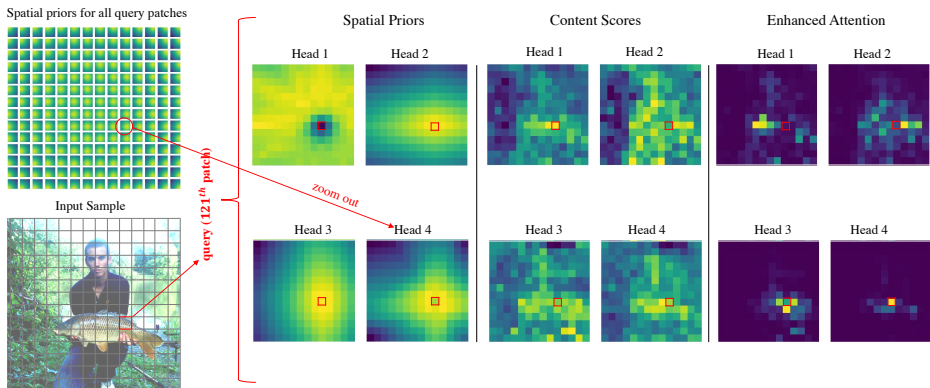 Spatial priors for all query patches
Input Sample
query (121th patch)
zoom out
Spatial Priors
Head 1
Head 2
Head 3
Head 4
Content Scores
Head 1
Head 2
Head 3
Head 4
Enhanced Attention
Head 1
Head 2
Head 3
Head 4